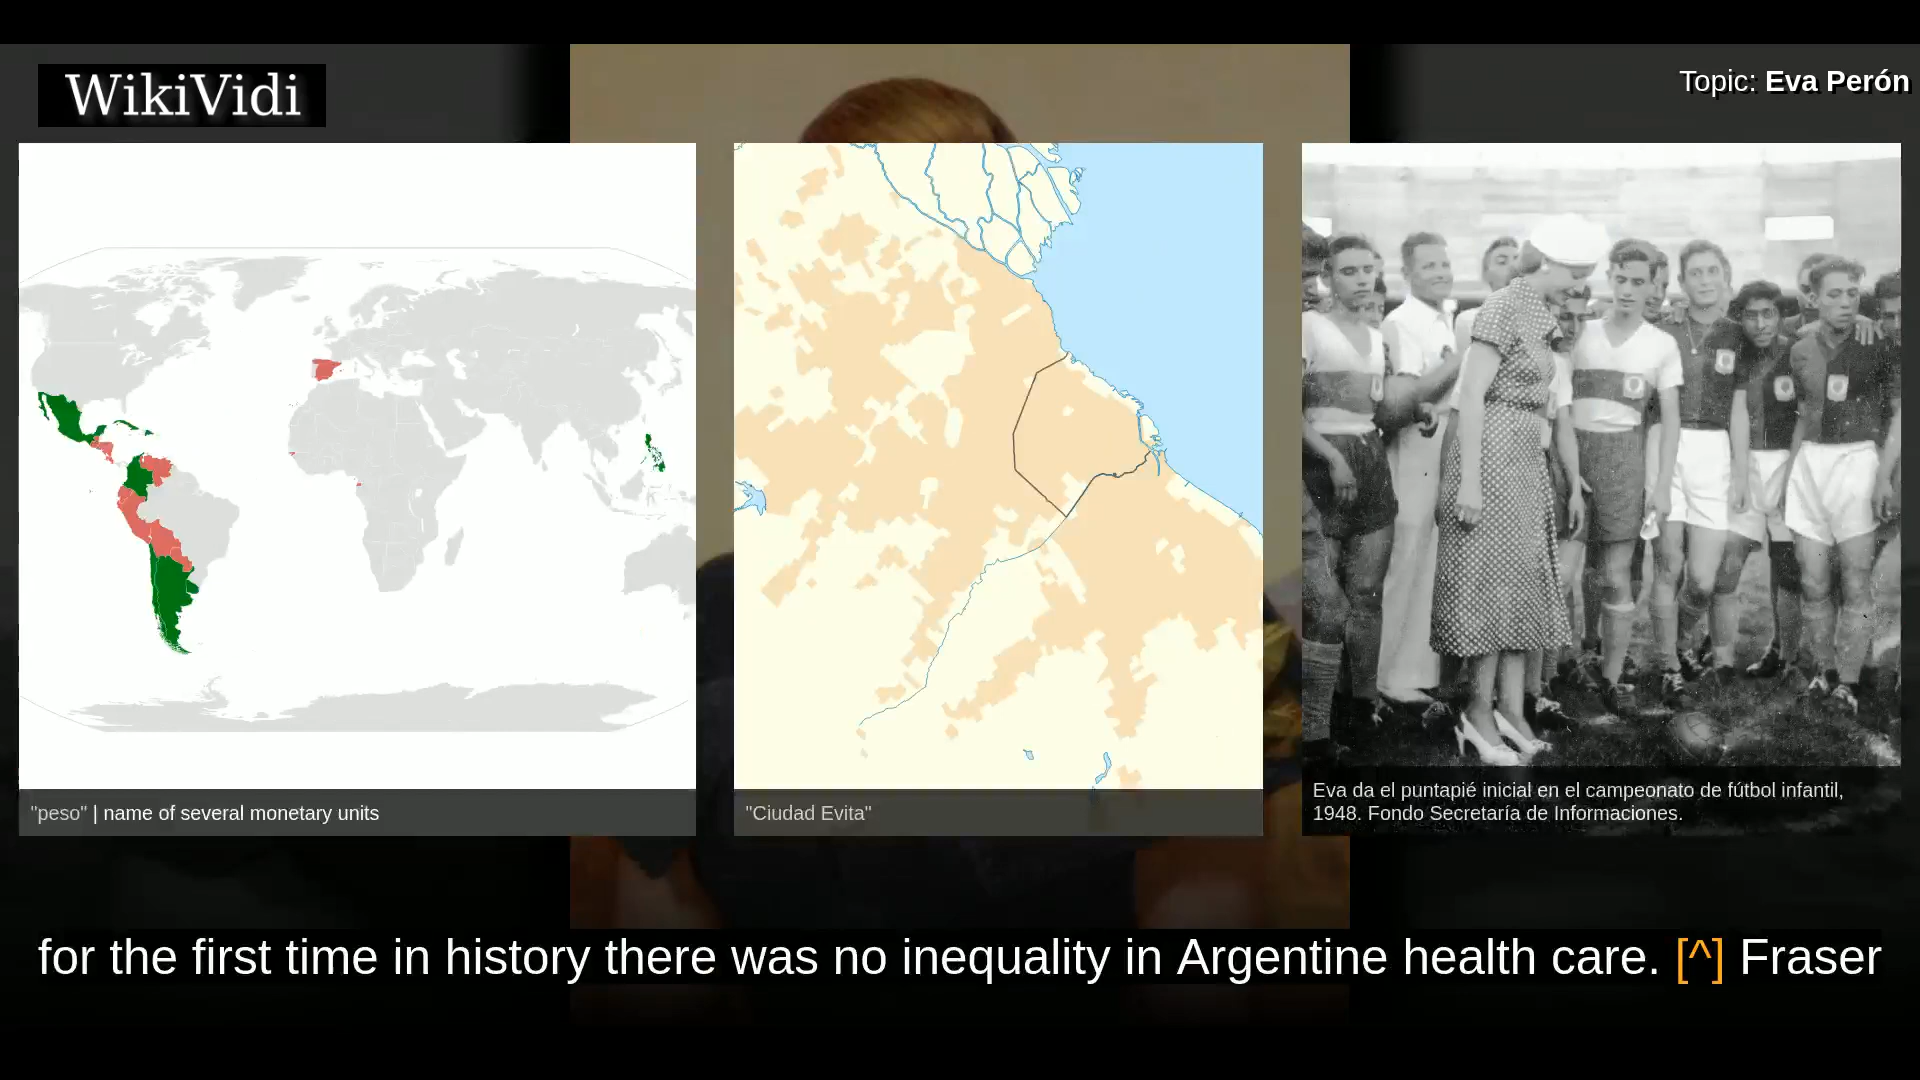 WikiVidi
Topic: Eva Perón
"peso" | name of several monetary units
"Ciudad Evita"
Eva da el puntapié inicial en el campeonato de fútbol infantil,
1948. Fondo Secretaría de Informaciones.
for the first time in history there was no inequality in Argentine health care. [^] Fraser